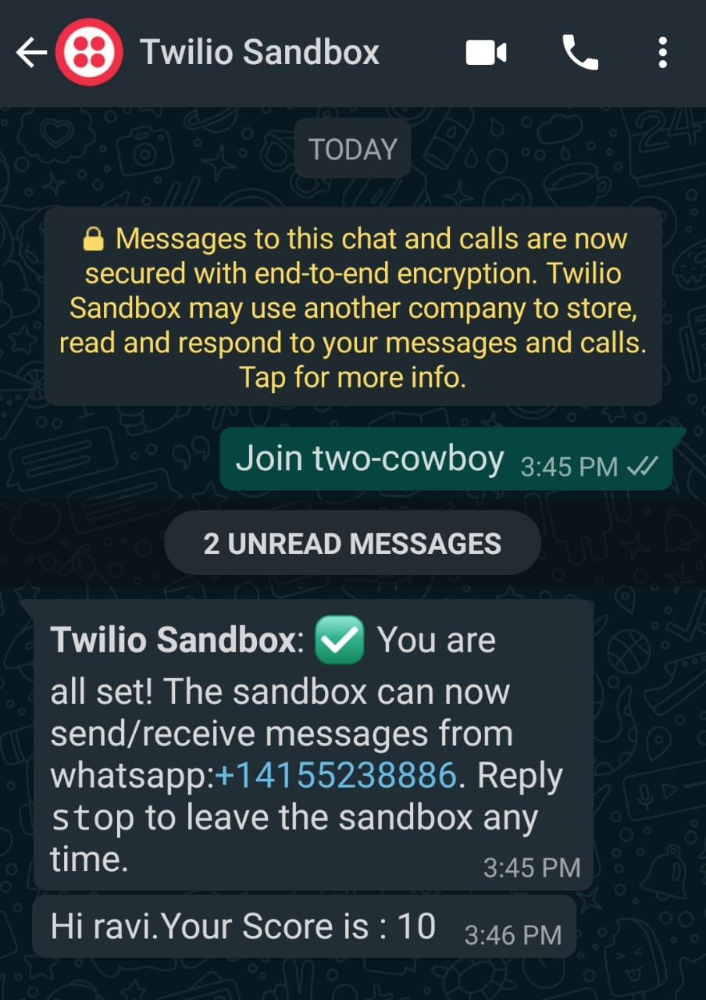 Twilio Sandbox
TODAY
🔒 Messages to this chat and calls are now
secured with end-to-end encryption. Twilio
Sandbox may use another company to store,
read and respond to your messages and calls.
Tap for more info.
Join two-cowboy 3:45 PM
2 UNREAD MESSAGES
Twilio Sandbox: ✅ You are
all set! The sandbox can now
send/receive messages from
whatsapp:+14155238886. Reply
stop to leave the sandbox any
time. 3:45 PM
Hi ravi.Your Score is : 10 3:46 PM